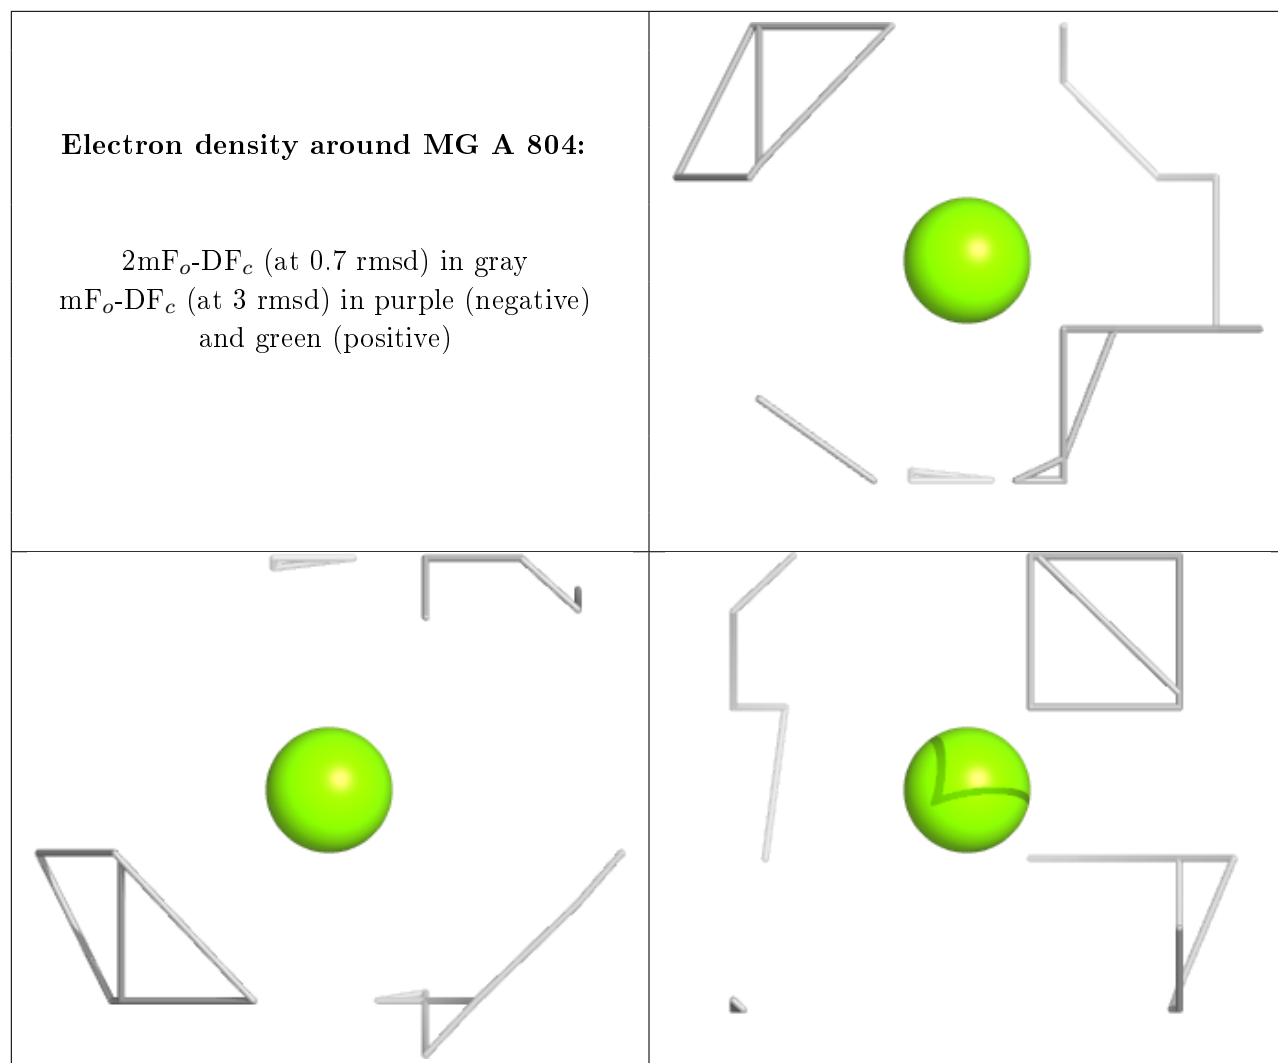 Electron density around MG A 804:
2mFo-DFc (at 0.7 rmsd) in gray
mFo-DFc (at 3 rmsd) in purple (negative)
and green (positive)